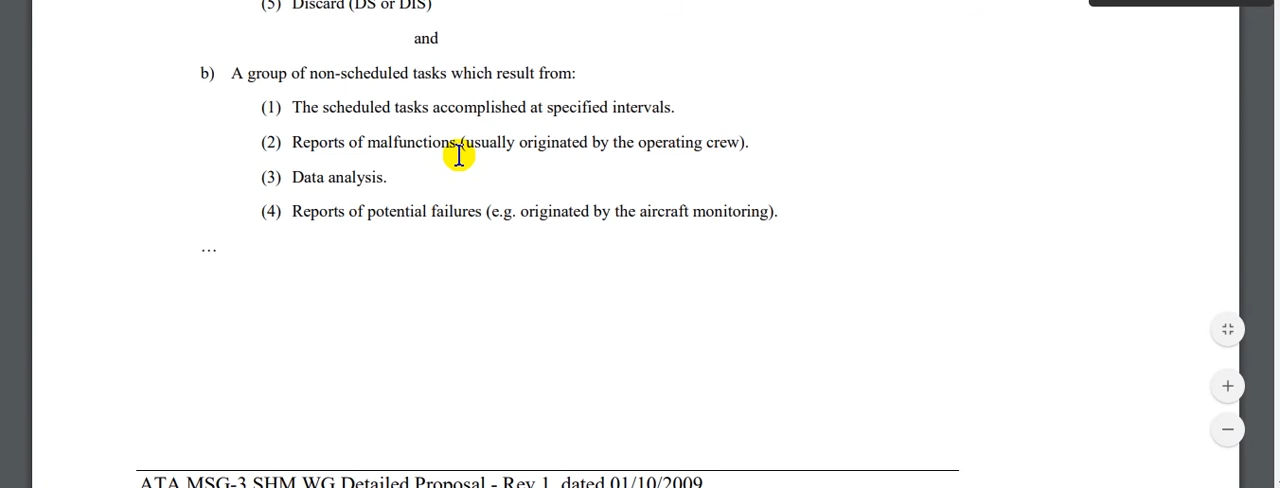 (5) Discard (DS or DIS)
and
b) A group of non-scheduled tasks which result from:
(1) The scheduled tasks accomplished at specified intervals.
(2) Reports of malfunctions (usually originated by the operating crew).
(3) Data analysis.
(4) Reports of potential failures (e.g. originated by the aircraft monitoring).
…
ATA MSG-3 SHM WG Detailed Proposal - Rev 1, dated 01/10/2009